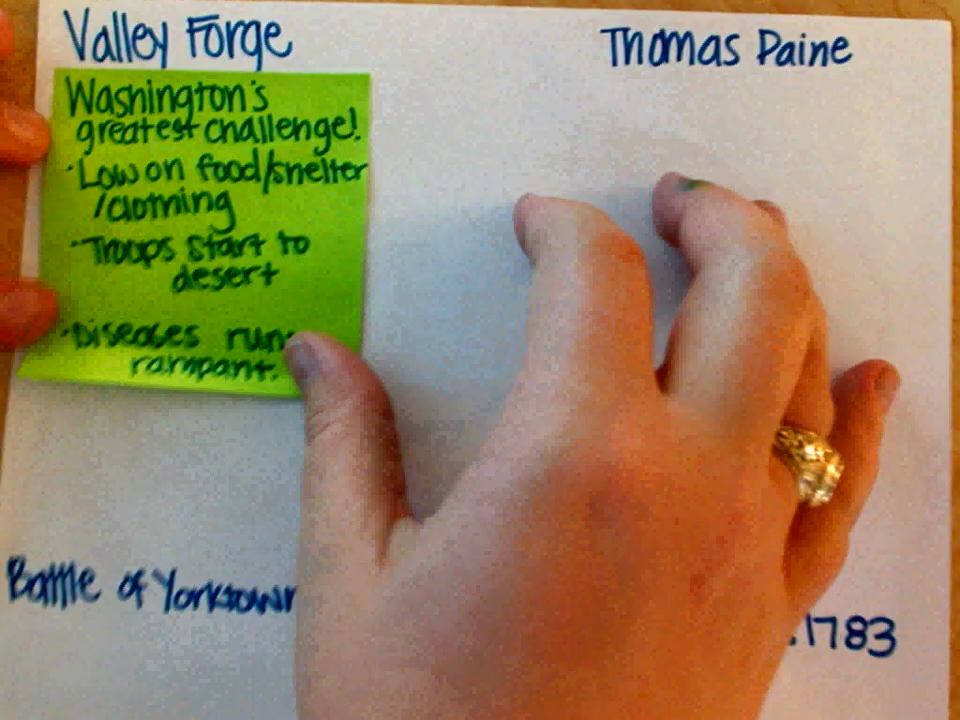 Valley Forge
Thomas Paine
Washington's
greatest challenge!
· Low on food/shelter
/clothing
· Troops start to
desert
· Diseases run
rampant.
Battle of Yorktown
1783